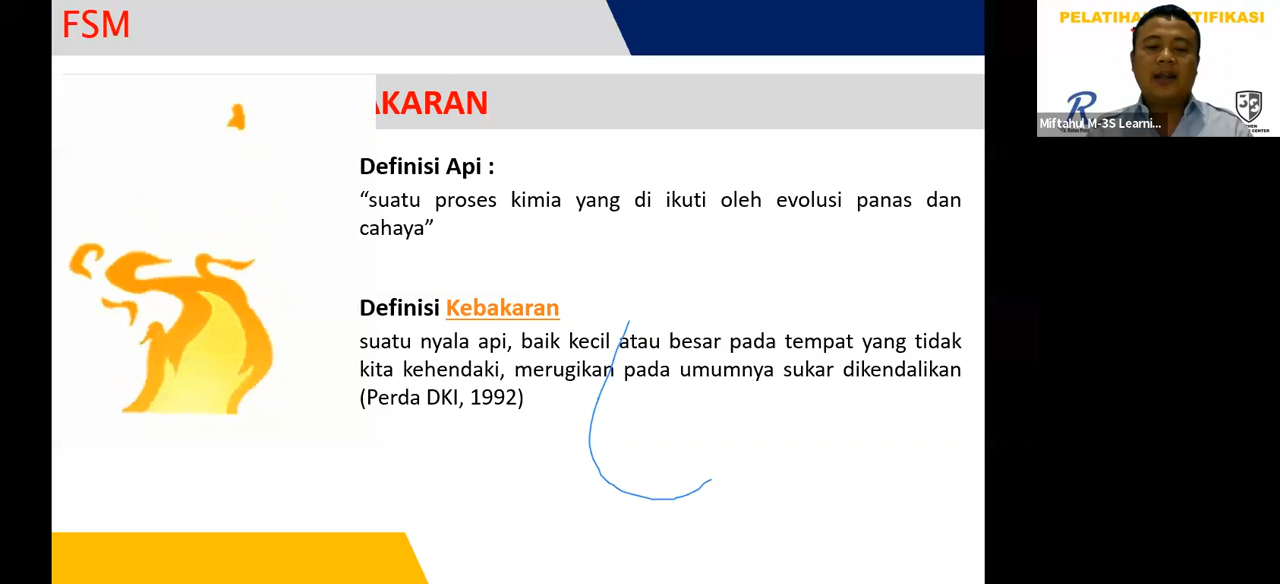 FSM
AKARAN
Definisi Api :
“suatu proses kimia yang di ikuti oleh evolusi panas dan
cahaya”
Definisi Kebakaran
suatu nyala api, baik kecil atau besar pada tempat yang tidak
kita kehendaki, merugikan pada umumnya sukar dikendalikan
(Perda DKI, 1992)
Miftahul M-3S Learni...